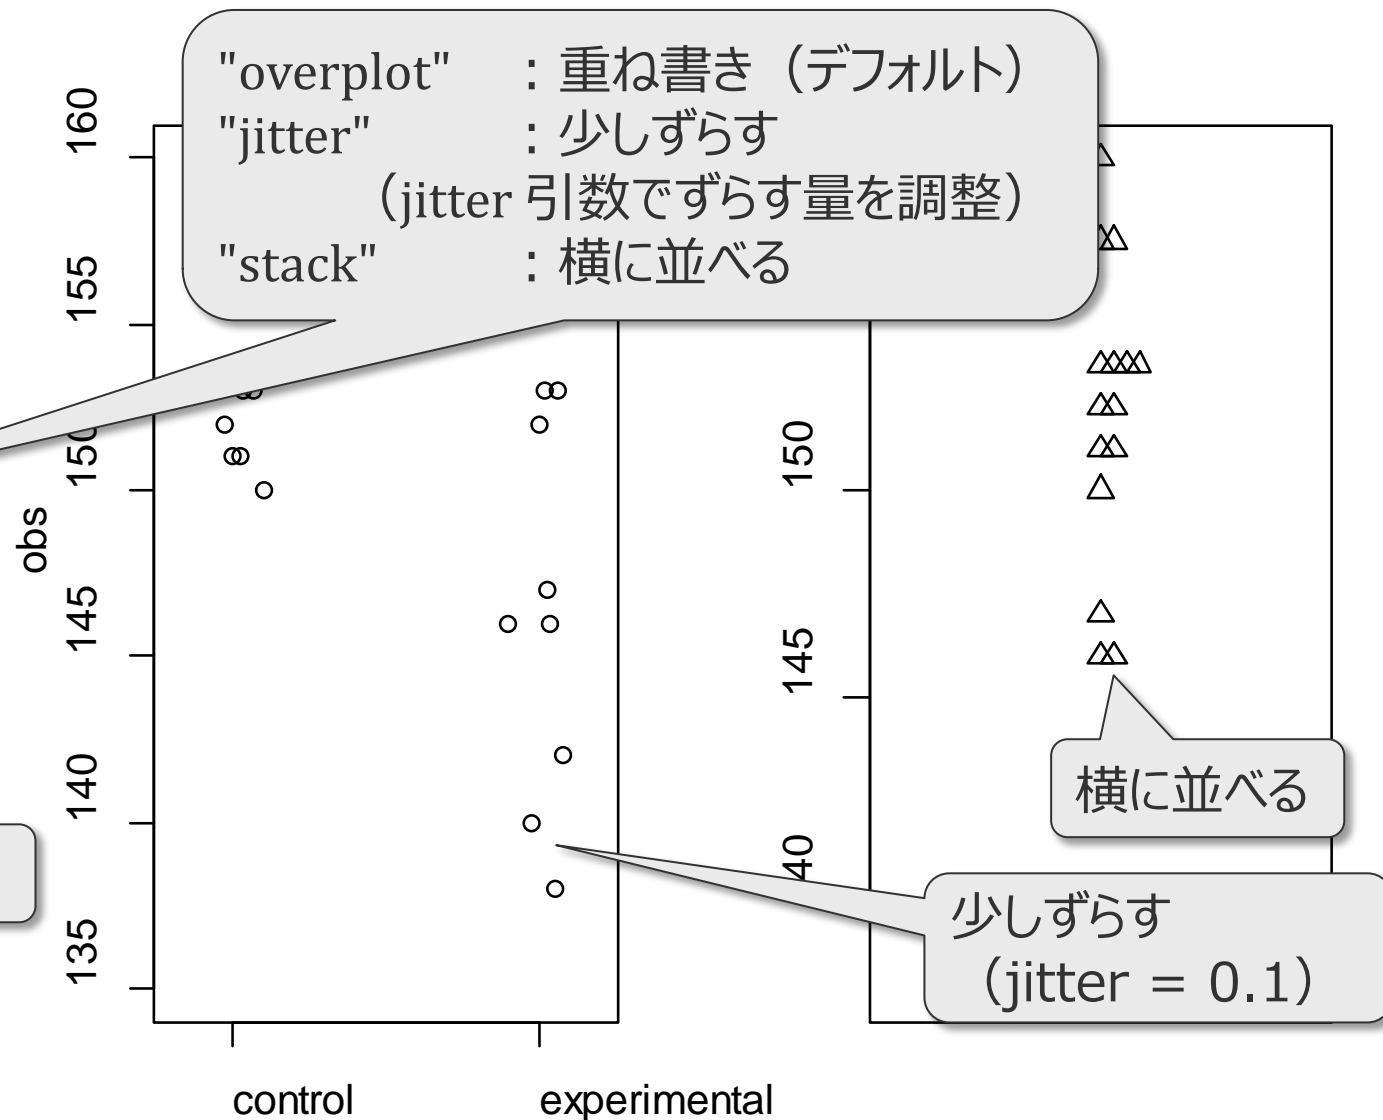 "overplot" ：重ね書き（デフォルト）
"jitter" ：少しずらす
（jitter 引数でずらす量を調整）
"stack" ：横に並べる
160
155
150
145
140
135
obs
control
experimental
150
145
40
横に並べる
少しずらす
（jitter = 0.1）